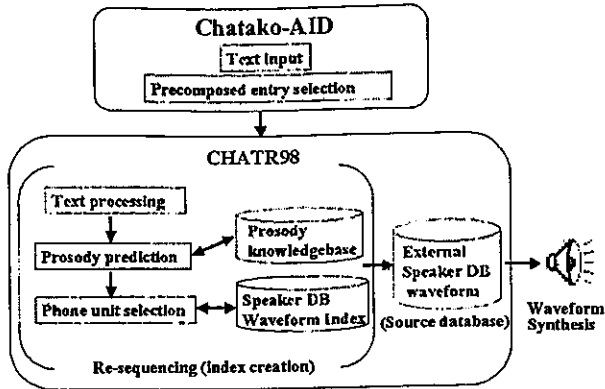 Chatako-AID
Text input
Precomposed entry selection
CHATR98
Text processing
Prosody prediction
Phone unit selection
Prosody
knowledgebase
Speaker DB
Waveform Index
Re-sequencing (index creation)
External
Speaker DB
waveform
(Source database)
Waveform
Synthesis